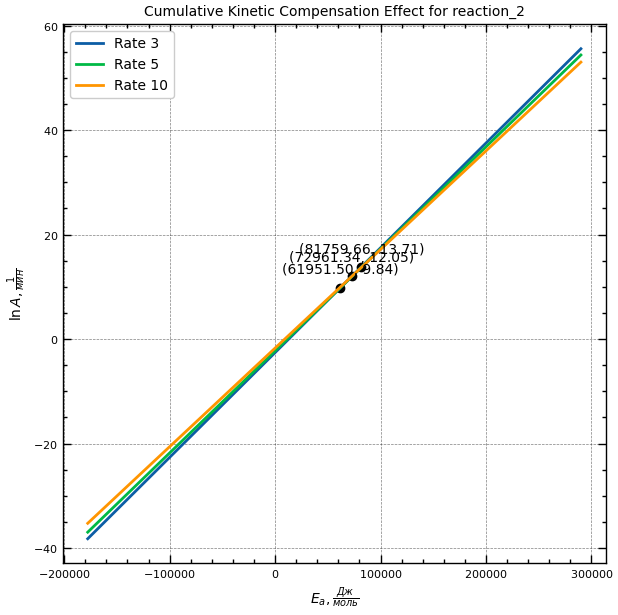 Cumulative Kinetic Compensation Effect for reaction_2
Rate 3
Rate 5
Rate 10
(81759.66, 13.71)
(72961.34, 12.05)
(61951.50, 9.84)
60
40
20
0
−20
−40
ln A, 1/мин
−200000 −100000 0 100000 200000 300000
Eₐ, Дж/моль